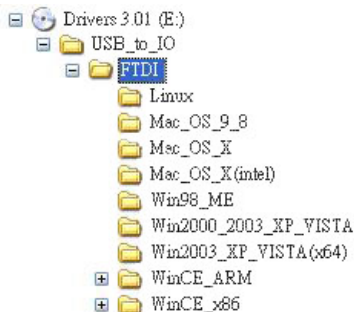 Drivers 3.01 (E:)
USB_to_IO
FTDI
Linux
Mac_OS_9_8
Mac_OS_X
Mac_OS_X(intel)
Win98_ME
Win2000_2003_XP_VISTA
Win2003_XP_VISTA(x64)
WinCE_ARM
WinCE_x86